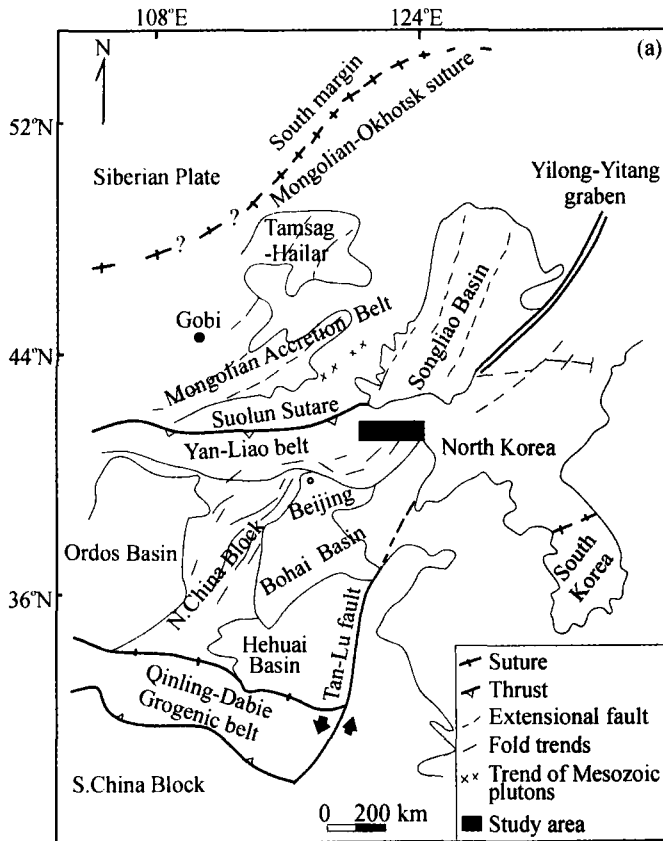 108°E
124°E
N
(a)
52°N
South margin
Mongolian-Okhotsk suture
Siberian Plate
Yilong-Yitang
graben
?
?
Tamsag
-Hailar
Gobi
44°N
Mongolian Accretion Belt
Songliao Basin
Suolun Sutare
Yan-Liao belt
North Korea
Beijing
Ordos Basin
N.China Block
Bohai Basin
South
Korea
36°N
Hehuai
Basin
Tan-Lu fault
Qinling-Dabie
Grogenic belt
S.China Block
0 200 km
Suture
Thrust
Extensional fault
Fold trends
Trend of Mesozoic
plutons
Study area